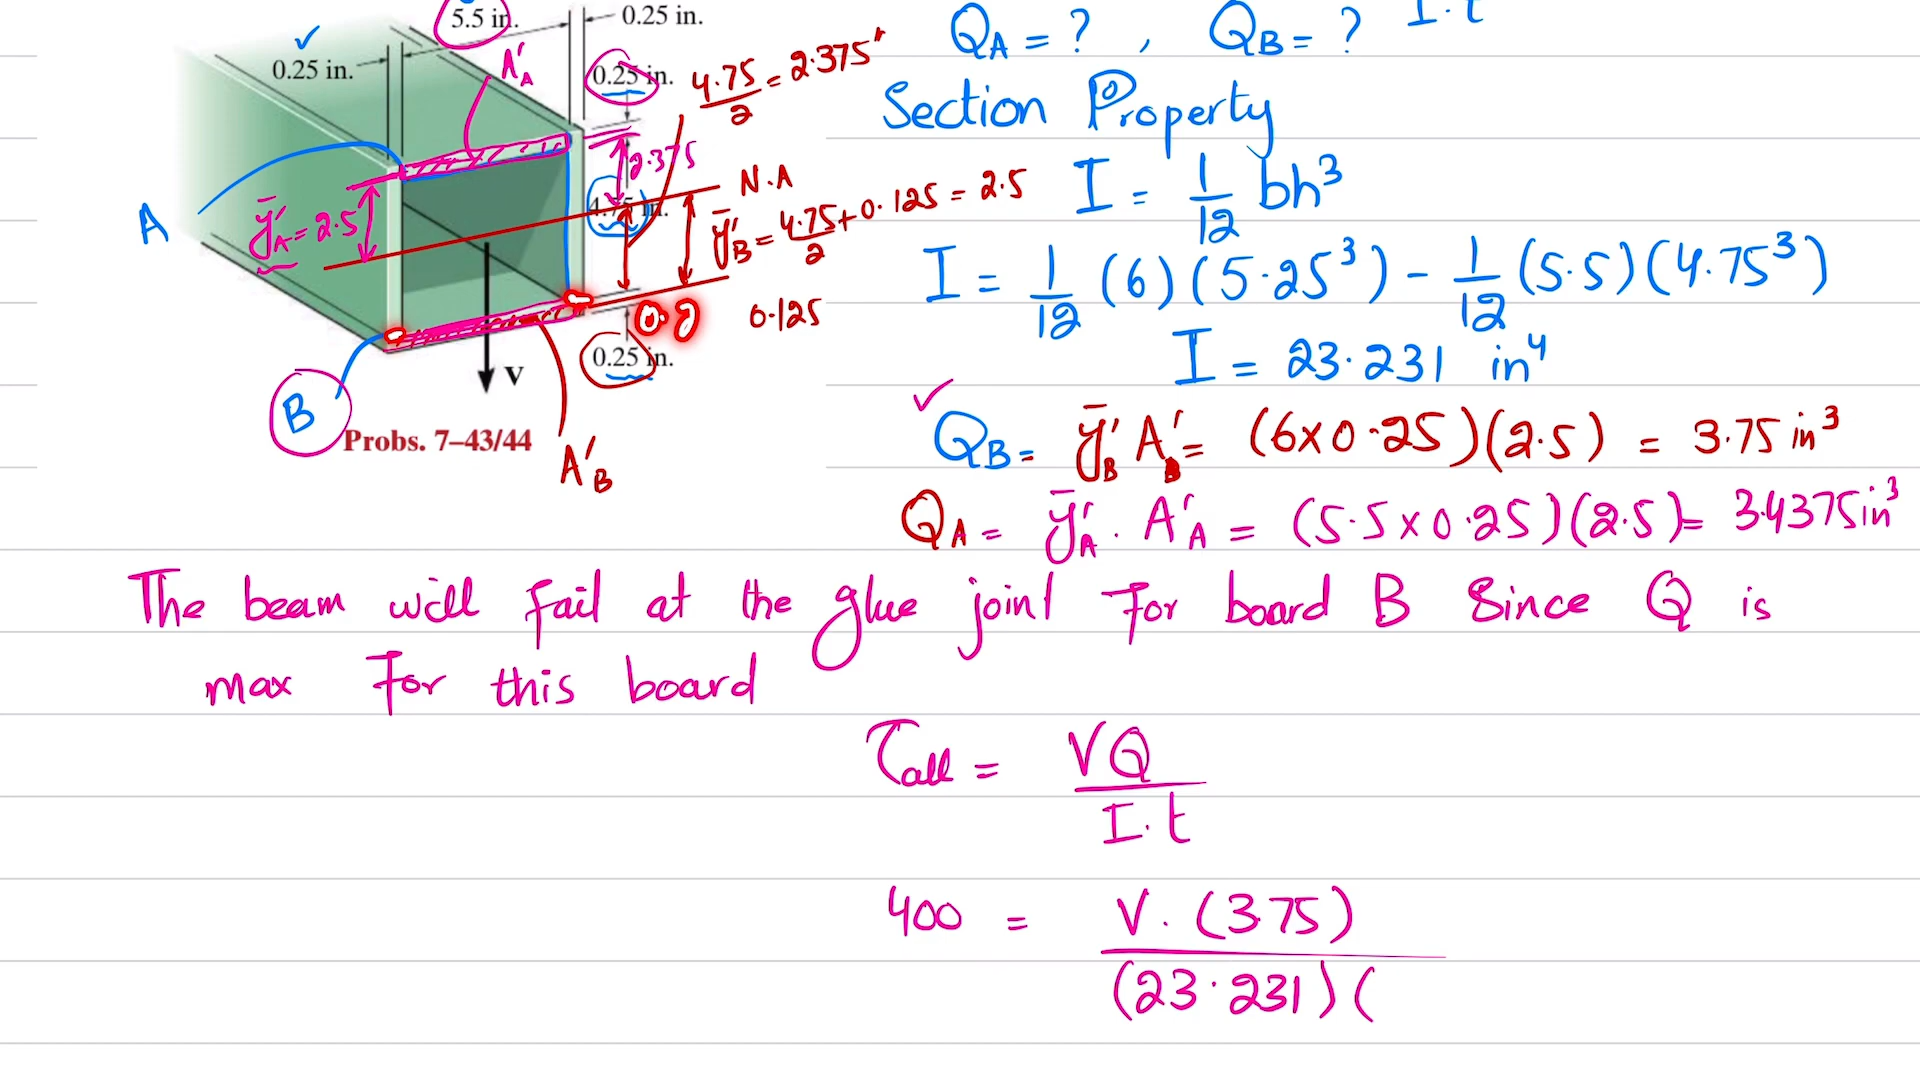 5.5 in.
0.25 in.
0.25 in.
A'A
0.25 in.
4.75/2 = 2.375"
2.375
N.A
4.75 in.
ȳ'A = 2.5
ȳ'B = 4.75/2 + 0.125 = 2.5
A
0.125
0.25 in.
V
B
Probs. 7–43/44
A'B
QA = ? , QB = ? I.t
Section Property
I = 1/12 bh³
I = 1/12 (6)(5.25³) - 1/12 (5.5)(4.75³)
I = 23.231 in⁴
QB = ȳ'B A'B = (6x0.25)(2.5) = 3.75 in³
QA = ȳ'A . A'A = (5.5x0.25)(2.5) = 3.4375 in³
The beam will fail at the glue joint For board B Since Q is
max For this board
τall = VQ/I.t
400 = V. (3.75)
(23.231)(